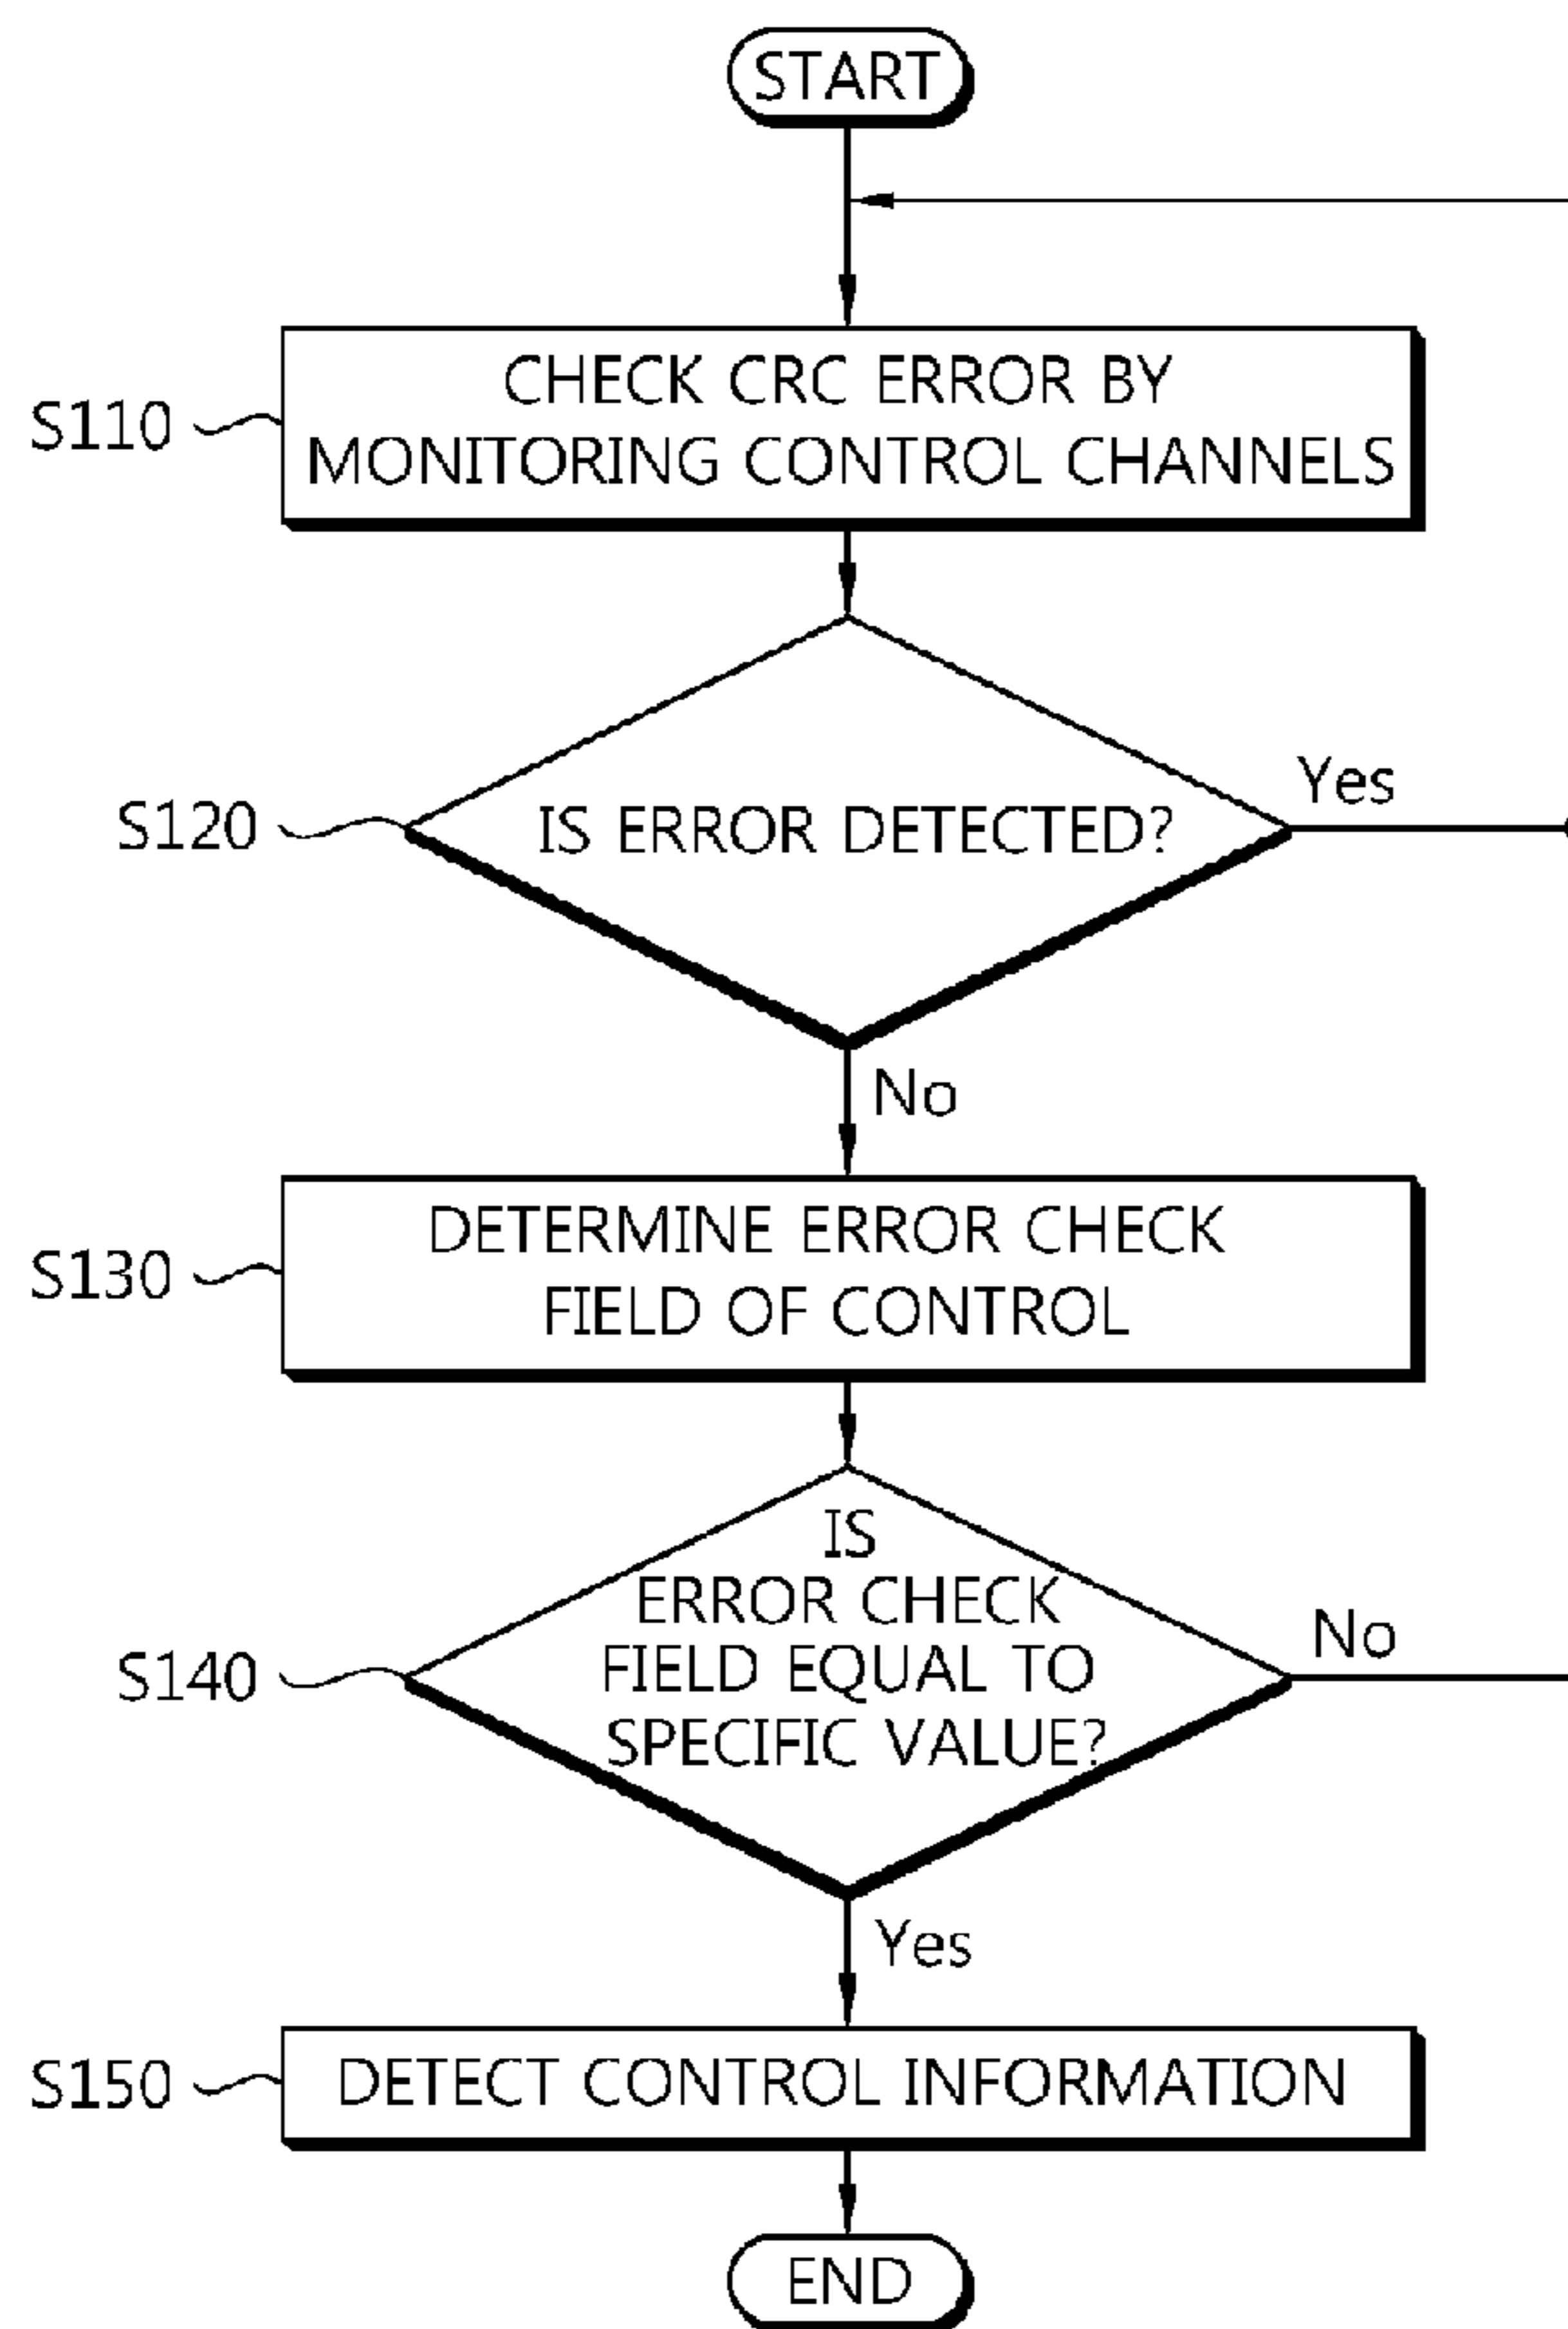 START
CHECK CRC ERROR BY
MONITORING CONTROL CHANNELS
S110
IS ERROR DETECTED?
S120
Yes
No
DETERMINE ERROR CHECK
FIELD OF CONTROL
S130
IS
ERROR CHECK
FIELD EQUAL TO
SPECIFIC VALUE?
S140
No
Yes
S150
DETECT CONTROL INFORMATION
END